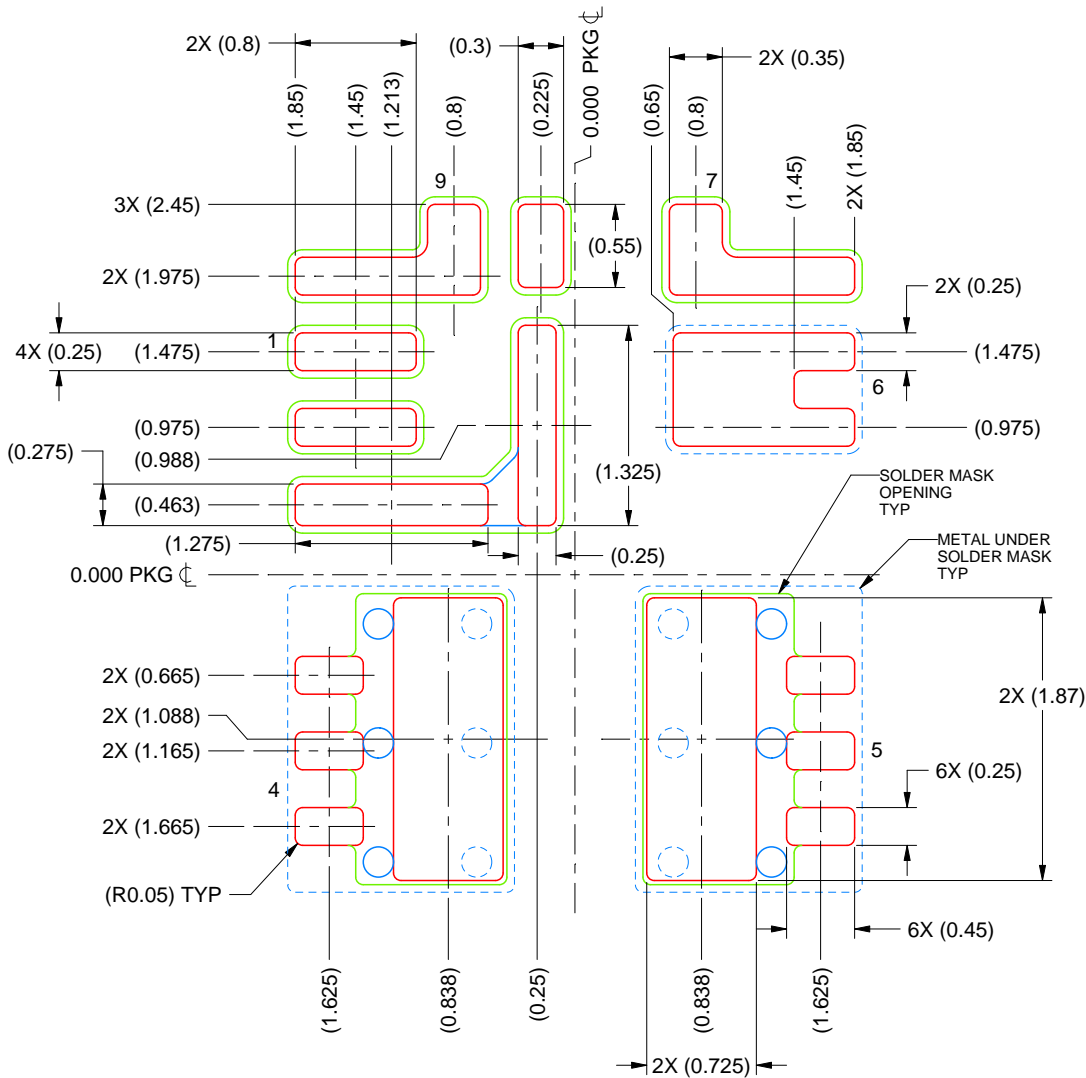 2X (0.8)
(0.3)
0.000 PKG ℄
2X (0.35)
(1.85)
(1.45)
(1.213)
(0.8)
(0.225)
(0.65)
(0.8)
(1.45)
2X (1.85)
9
7
3X (2.45)
(0.55)
2X (1.975)
2X (0.25)
1
4X (0.25)
(1.475)
(1.475)
6
(0.975)
(0.975)
(0.275)
(0.988)
(1.325)
SOLDER MASK
OPENING
TYP
(0.463)
(1.275)
(0.25)
METAL UNDER
SOLDER MASK
TYP
0.000 PKG ℄
2X (0.665)
2X (1.87)
2X (1.088)
2X (1.165)
5
4
6X (0.25)
2X (1.665)
(R0.05) TYP
6X (0.45)
(1.625)
(0.838)
(0.25)
(0.838)
(1.625)
2X (0.725)